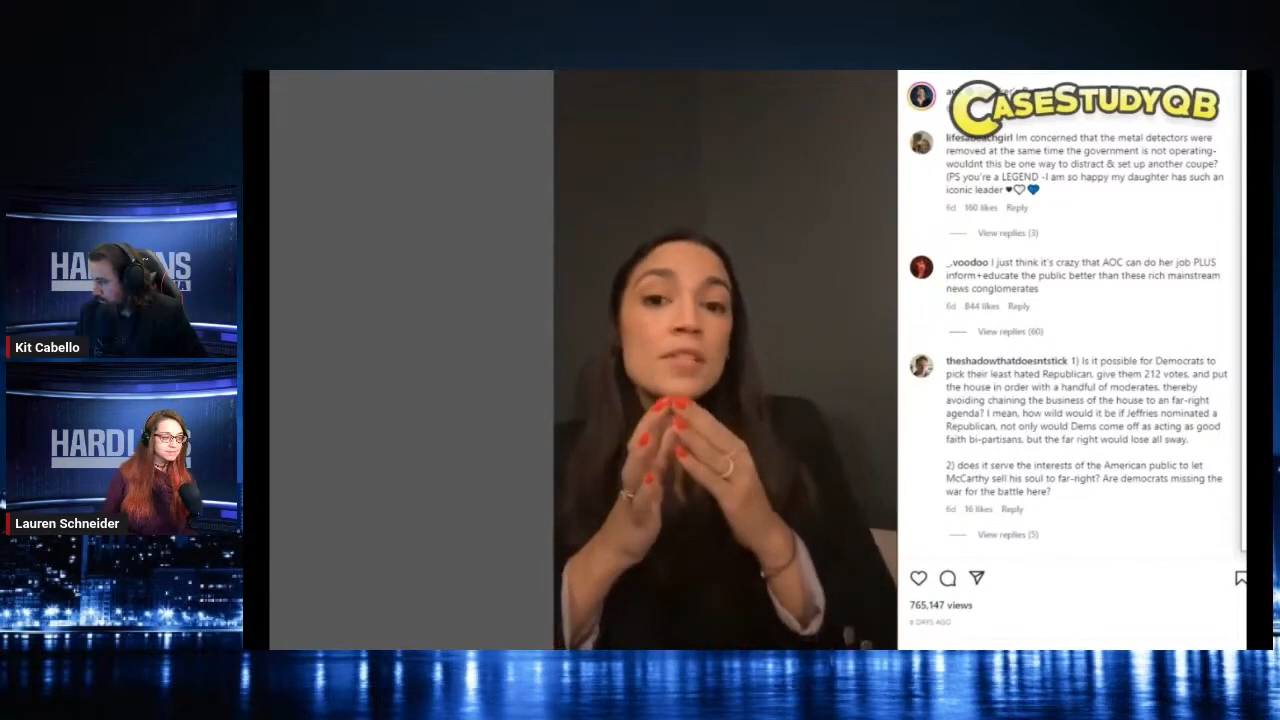 HAR
NS
Kit Cabello
HARDL
NS
Lauren Schneider
CASESTUDYQB
Im concerned that the metal detectors were
removed at the same time the government is not operating-
wouldnt this be one way to distract & set up another coupe?
(PS you're a LEGEND -I am so happy my daughter has such an
iconic leader ♥🤍💙
6d 160 likes Reply
View replies (3)
_.voodoo I just think it's crazy that AOC can do her job PLUS
inform+educate the public better than these rich mainstream
news conglomerates
6d 844 likes Reply
View replies (60)
theshadowthatdoesntstick 1) Is it possible for Democrats to
pick their least hated Republican, give them 212 votes, and put
the house in order with a handful of moderates, thereby
avoiding chaining the business of the house to an far-right
agenda? I mean, how wild would it be if Jeffries nominated a
Republican, not only would Dems come off as acting as good
faith bi-partisans, but the far right would lose all sway.
2) does it serve the interests of the American public to let
McCarthy sell his soul to far-right? Are democrats missing the
war for the battle here?
6d 16 likes Reply
View replies (5)
765,147 views
DAYS AGO